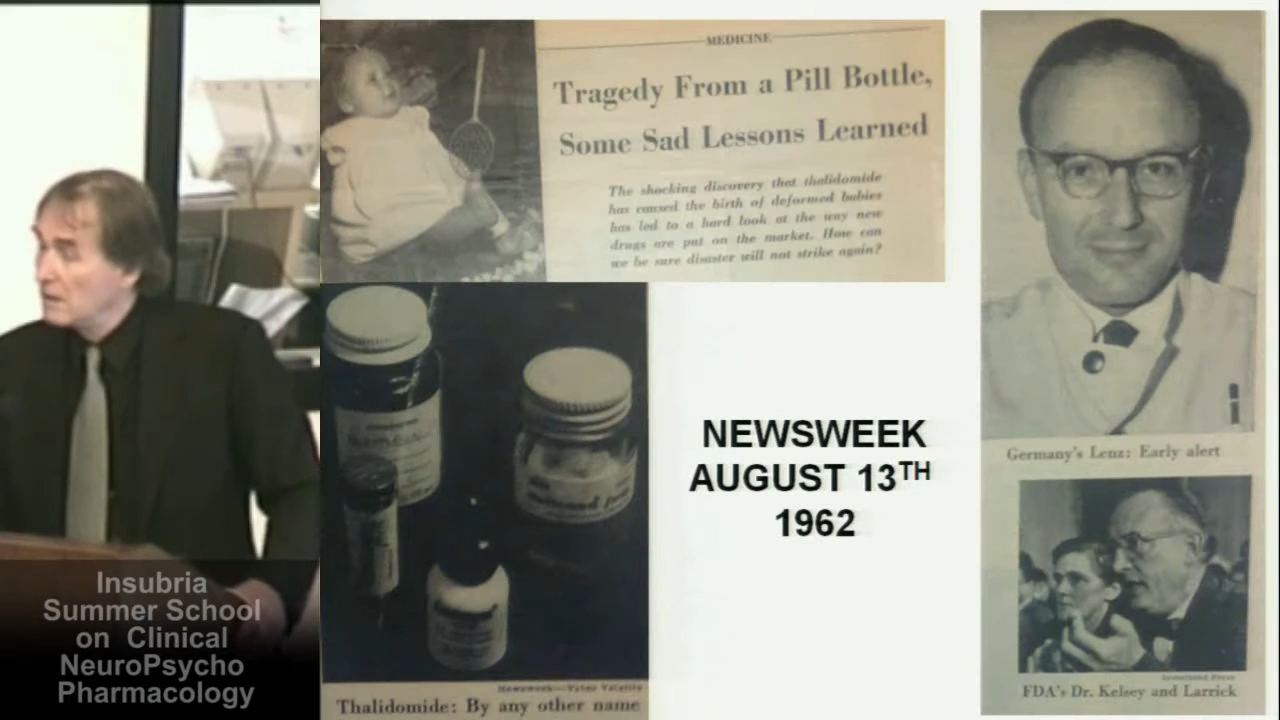 MEDICINE
Tragedy From a Pill Bottle,
Some Sad Lessons Learned
The shocking discovery that thalidomide
has caused the birth of deformed babies
has led to a hard look at the way new
drugs are put on the market. How can
we be sure disaster will not strike again?
NEWSWEEK
AUGUST 13TH
1962
Germany's Lenz: Early alert
Associated Press
FDA's Dr. Kelsey and Larrick
Thalidomide: By any other name
Insubria
Summer School
on Clinical
NeuroPsycho
Pharmacology